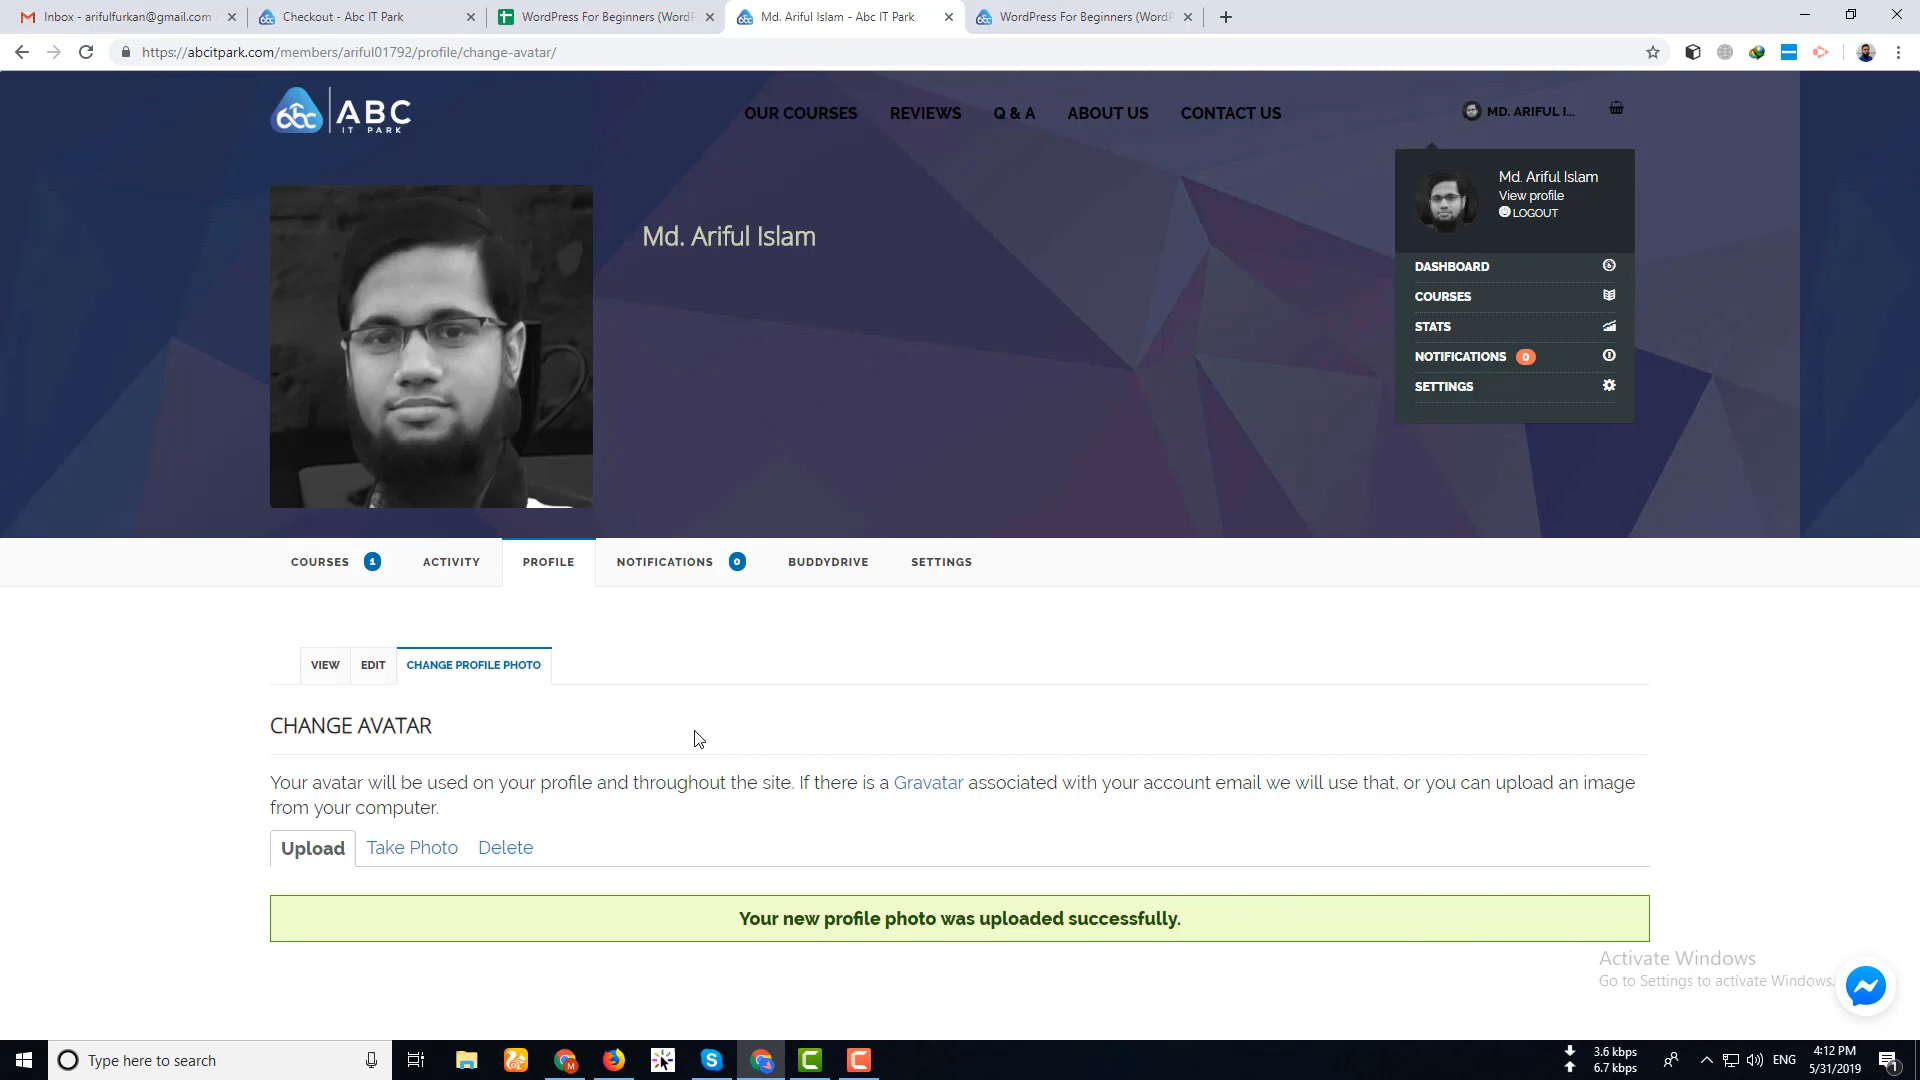 Inbox - arifulfurkan@gmail.com
Checkout - Abc IT Park
WordPress For Beginners (WordP
Md. Ariful Islam - Abc IT Park
WordPress For Beginners (WordP
https://abcitpark.com/members/ariful01792/profile/change-avatar/
abc ABC
IT PARK
OUR COURSES
REVIEWS
Q & A
ABOUT US
CONTACT US
MD. ARIFUL I...
Md. Ariful Islam
View profile
LOGOUT
Md. Ariful Islam
DASHBOARD
COURSES
STATS
NOTIFICATIONS 0
SETTINGS
COURSES 1
ACTIVITY
PROFILE
NOTIFICATIONS 0
BUDDYDRIVE
SETTINGS
VIEW
EDIT
CHANGE PROFILE PHOTO
CHANGE AVATAR
Your avatar will be used on your profile and throughout the site. If there is a Gravatar associated with your account email we will use that, or you can upload an image
from your computer.
Upload
Take Photo
Delete
Your new profile photo was uploaded successfully.
Activate Windows
Go to Settings to activate Windows.
Type here to search
3.6 kbps
6.7 kbps
ENG
4:12 PM
5/31/2019
1